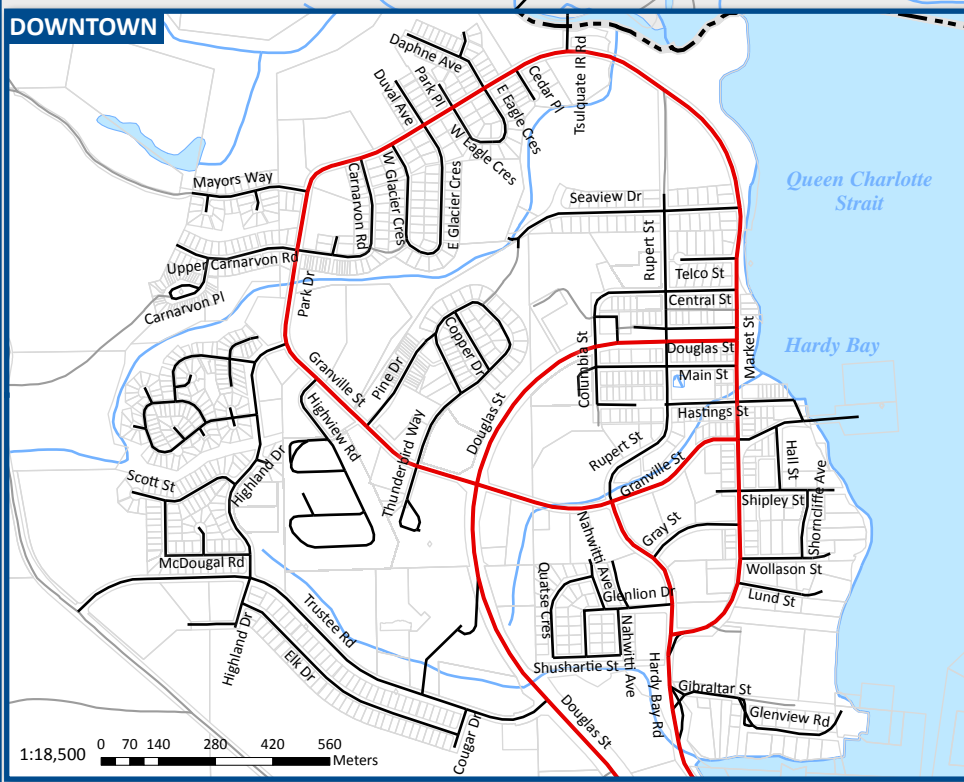 DOWNTOWN
Daphne Ave
Duval Ave
Park Pl
Cedar Pl
E Eagle Cres
W Eagle Cres
Tsulquate IR Rd
Mayors Way
Carnarvon Rd
W Glacier Cres
E Glacier Cres
Queen Charlotte
Strait
Seaview Dr
Rupert St
Upper Carnarvon Rd
Carnarvon Pl
Park Dr
Telco St
Central St
Columbia St
Douglas St
Market St
Hardy Bay
Main St
Hastings St
Granville St
Pine Dr
Copper Dr
Douglas St
Highview Rd
Thunderbird Way
Rupert St
Granville St
Hall St
Shipley St
Shorncliffe Ave
Scott St
Highland Dr
Gray St
Nahwitti Ave
McDougal Rd
Wollason St
Lund St
Quatse Cres
Glenlion Dr
Nahwitti Ave
Trustee Rd
Highland Dr
Elk Dr
Shushartie St
Hardy Bay Rd
Gibraltar St
Glenview Rd
Douglas St
Cougar Dr
1:18,500
0 70 140 280 420 560
Meters